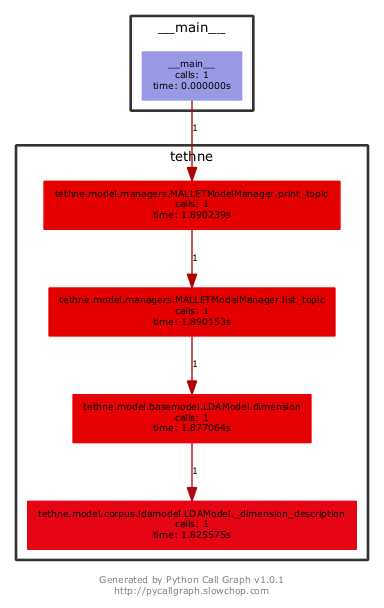 __main__
__main__
calls: 1
time: 0.000000s
1
tethne
tethne.model.managers.MALLETModelManager.print_topic
calls: 1
time: 1.890239s
1
tethne.model.managers.MALLETModelManager.list_topic
calls: 1
time: 1.890153s
1
tethne.model.basemodel.LDAModel.dimension
calls: 1
time: 1.877064s
1
tethne.model.corpus.ldamodel.LDAModel._dimension_description
calls: 1
time: 1.825575s
Generated by Python Call Graph v1.0.1
http://pycallgraph.slowchop.com